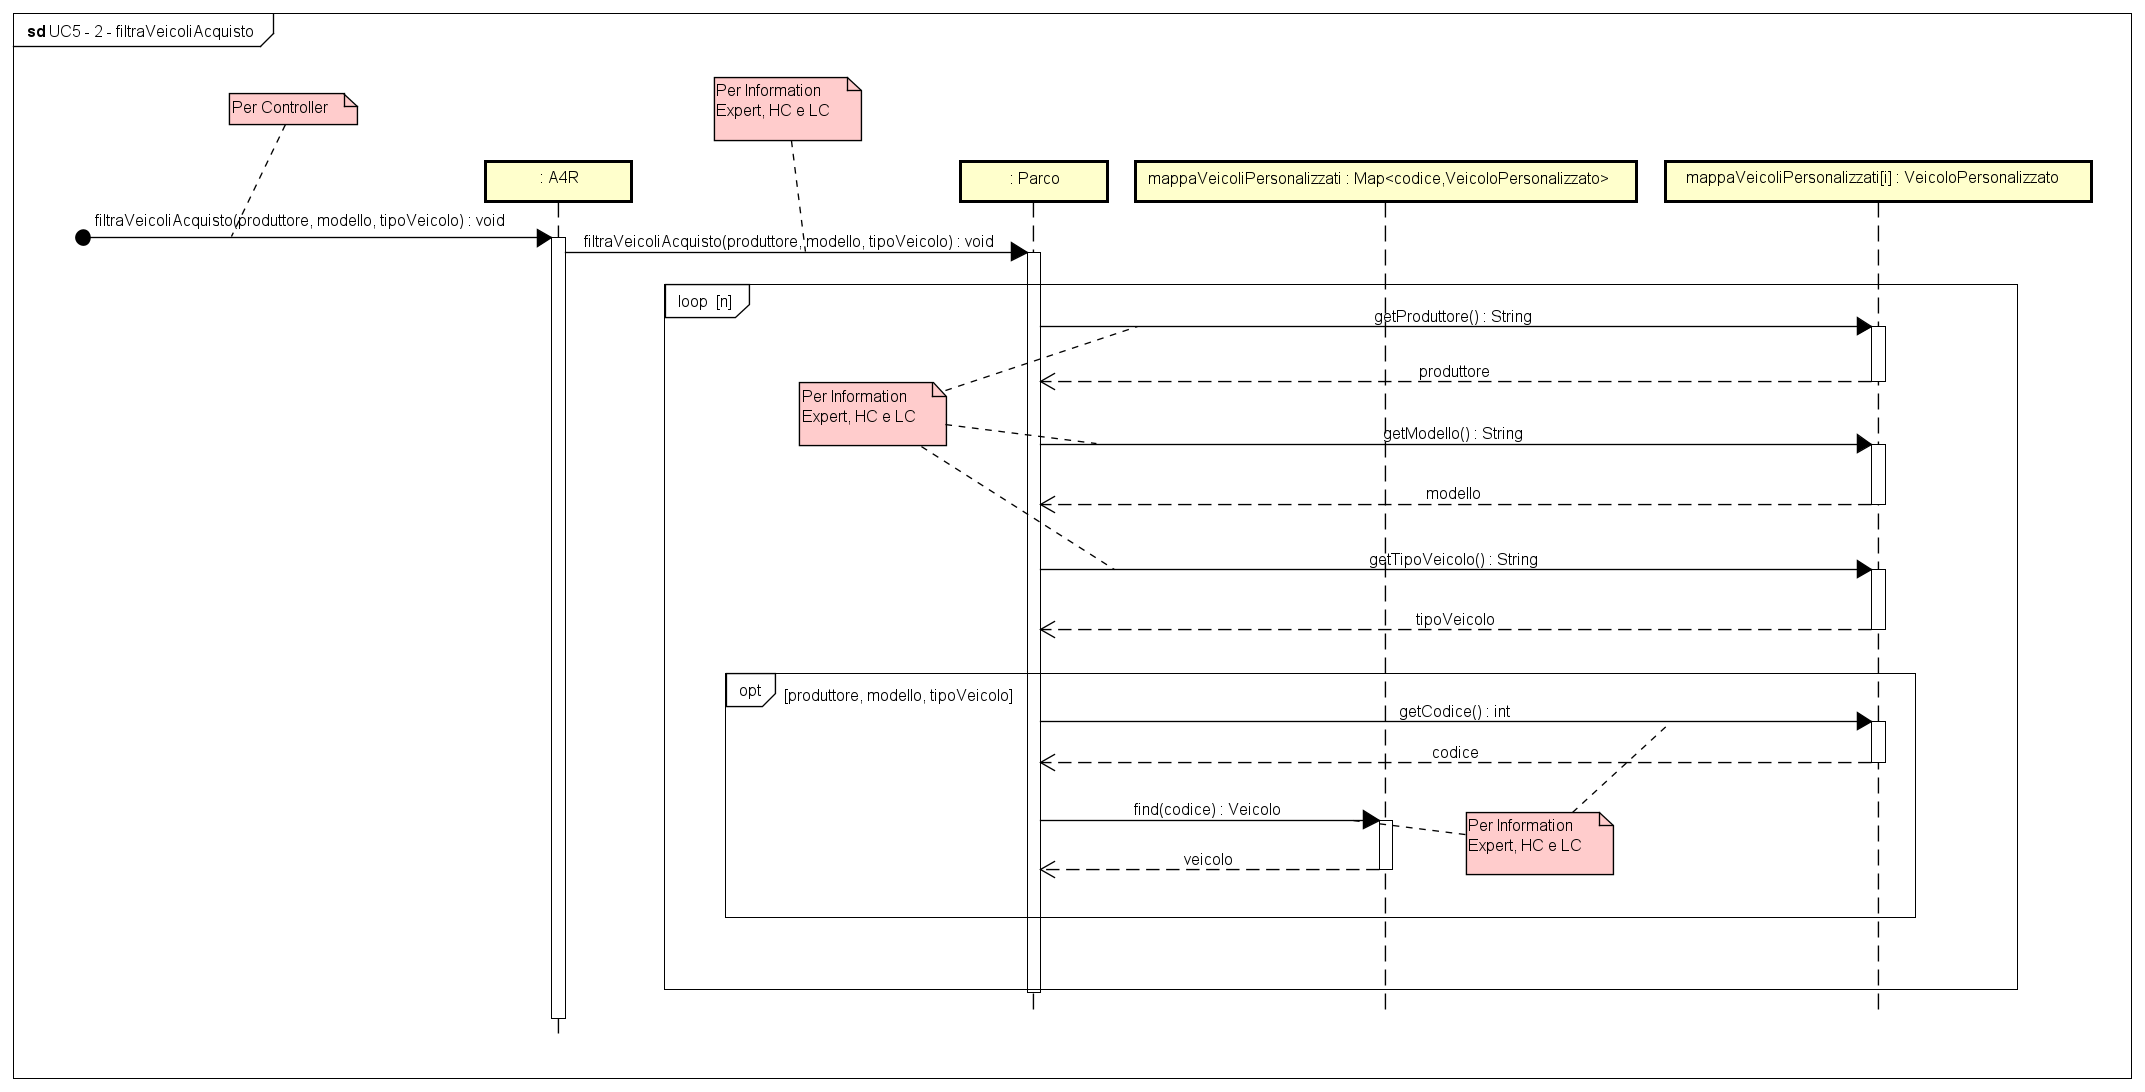 sd UC5 - 2 - filtraVeicoliAcquisto
Per Controller
Per Information
Expert, HC e LC
: A4R
: Parco
mappaVeicoliPersonalizzati : Map<codice,VeicoloPersonalizzato>
mappaVeicoliPersonalizzati[i] : VeicoloPersonalizzato
filtraVeicoliAcquisto(produttore, modello, tipoVeicolo) : void
filtraVeicoliAcquisto(produttore, modello, tipoVeicolo) : void
loop [n]
getProduttore() : String
produttore
Per Information
Expert, HC e LC
getModello() : String
modello
getTipoVeicolo() : String
tipoVeicolo
opt
[produttore, modello, tipoVeicolo]
getCodice() : int
codice
find(codice) : Veicolo
Per Information
Expert, HC e LC
veicolo